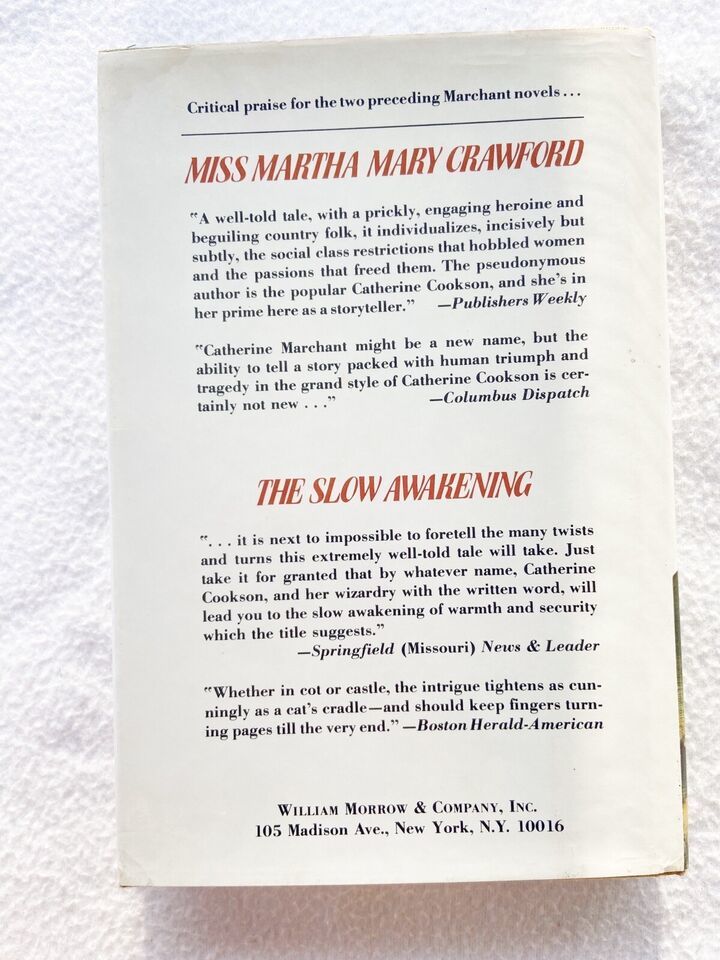 Critical praise for the two preceding Marchant novels . . .
MISS MARTHA MARY CRAWFORD
"A well-told tale, with a prickly, engaging heroine and
beguiling country folk, it individualizes, incisively but
subtly, the social class restrictions that hobbled women
and the passions that freed them. The pseudonymous
author is the popular Catherine Cookson, and she's in
her prime here as a storyteller." —Publishers Weekly
"Catherine Marchant might be a new name, but the
ability to tell a story packed with human triumph and
tragedy in the grand style of Catherine Cookson is cer-
tainly not new . . ." —Columbus Dispatch
THE SLOW AWAKENING
". . . it is next to impossible to foretell the many twists
and turns this extremely well-told tale will take. Just
take it for granted that by whatever name, Catherine
Cookson, and her wizardry with the written word, will
lead you to the slow awakening of warmth and security
which the title suggests."
—Springfield (Missouri) News & Leader
"Whether in cot or castle, the intrigue tightens as cun-
ningly as a cat's cradle—and should keep fingers turn-
ing pages till the very end." —Boston Herald-American
WILLIAM MORROW & COMPANY, INC.
105 Madison Ave., New York, N.Y. 10016